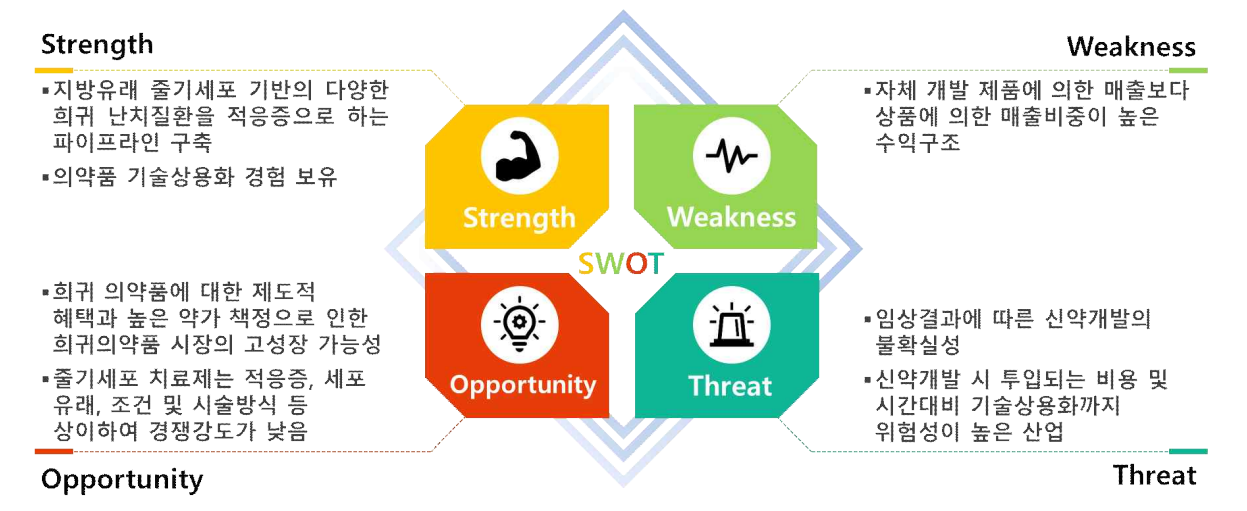 Strength
▪지방유래 줄기세포 기반의 다양한
희귀 난치질환을 적응증으로 하는
파이프라인 구축
▪의약품 기술상용화 경험 보유
Weakness
▪자체 개발 제품에 의한 매출보다
상품에 의한 매출비중이 높은
수익구조
Strength
Weakness
SWOT
Opportunity
Threat
▪희귀 의약품에 대한 제도적
혜택과 높은 약가 책정으로 인한
희귀의약품 시장의 고성장 가능성
▪줄기세포 치료제는 적응증, 세포
유래, 조건 및 시술방식 등
상이하여 경쟁강도가 낮음
Opportunity
▪임상결과에 따른 신약개발의
불확실성
▪신약개발 시 투입되는 비용 및
시간대비 기술상용화까지
위험성이 높은 산업
Threat